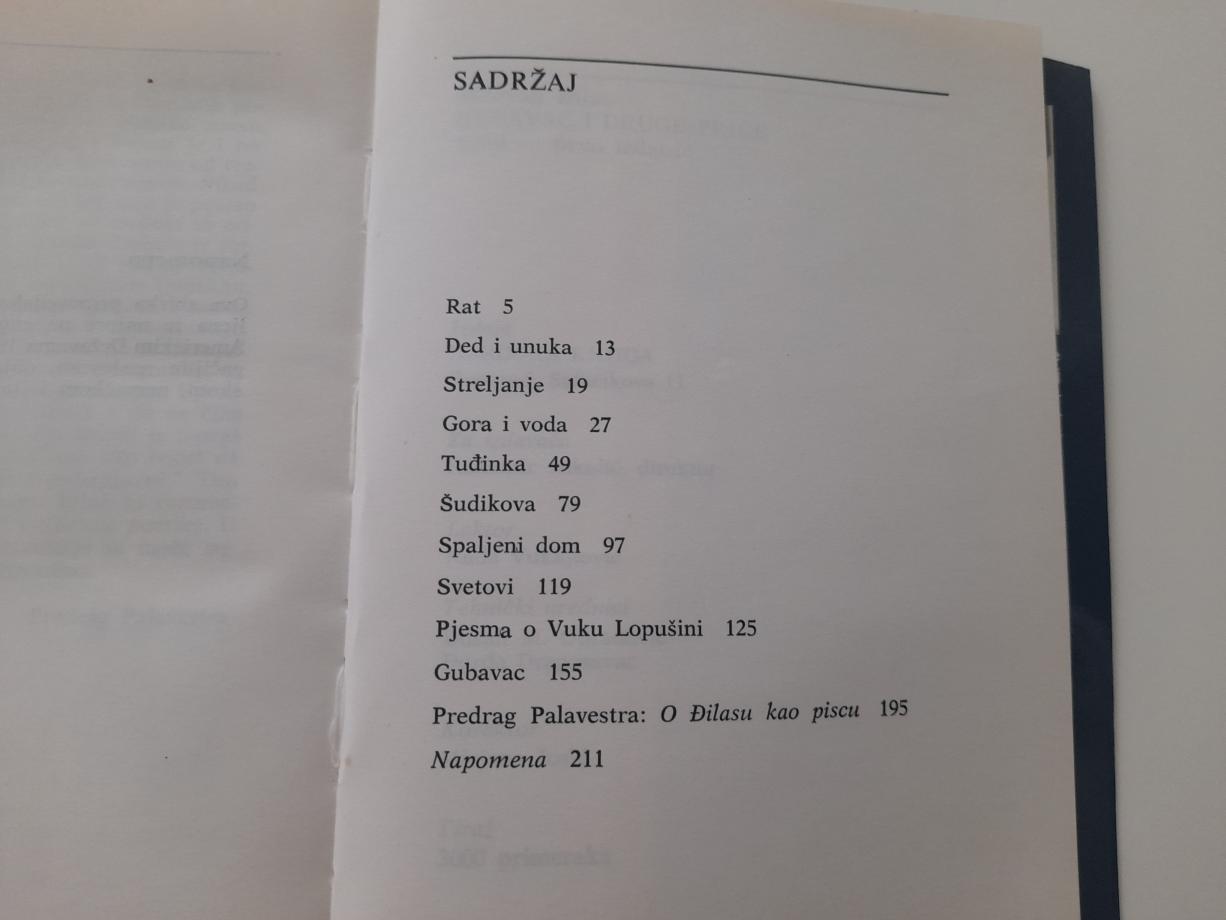 SADRŽAJ
Rat 5
Ded i unuka 13
Streljanje 19
Gora i voda 27
Tuđinka 49
Šudikova 79
Spaljeni dom 97
Svetovi 119
Pjesma o Vuku Lopušini 125
Gubavac 155
Predrag Palavestra: O Đilasu kao piscu 195
Napomena 211